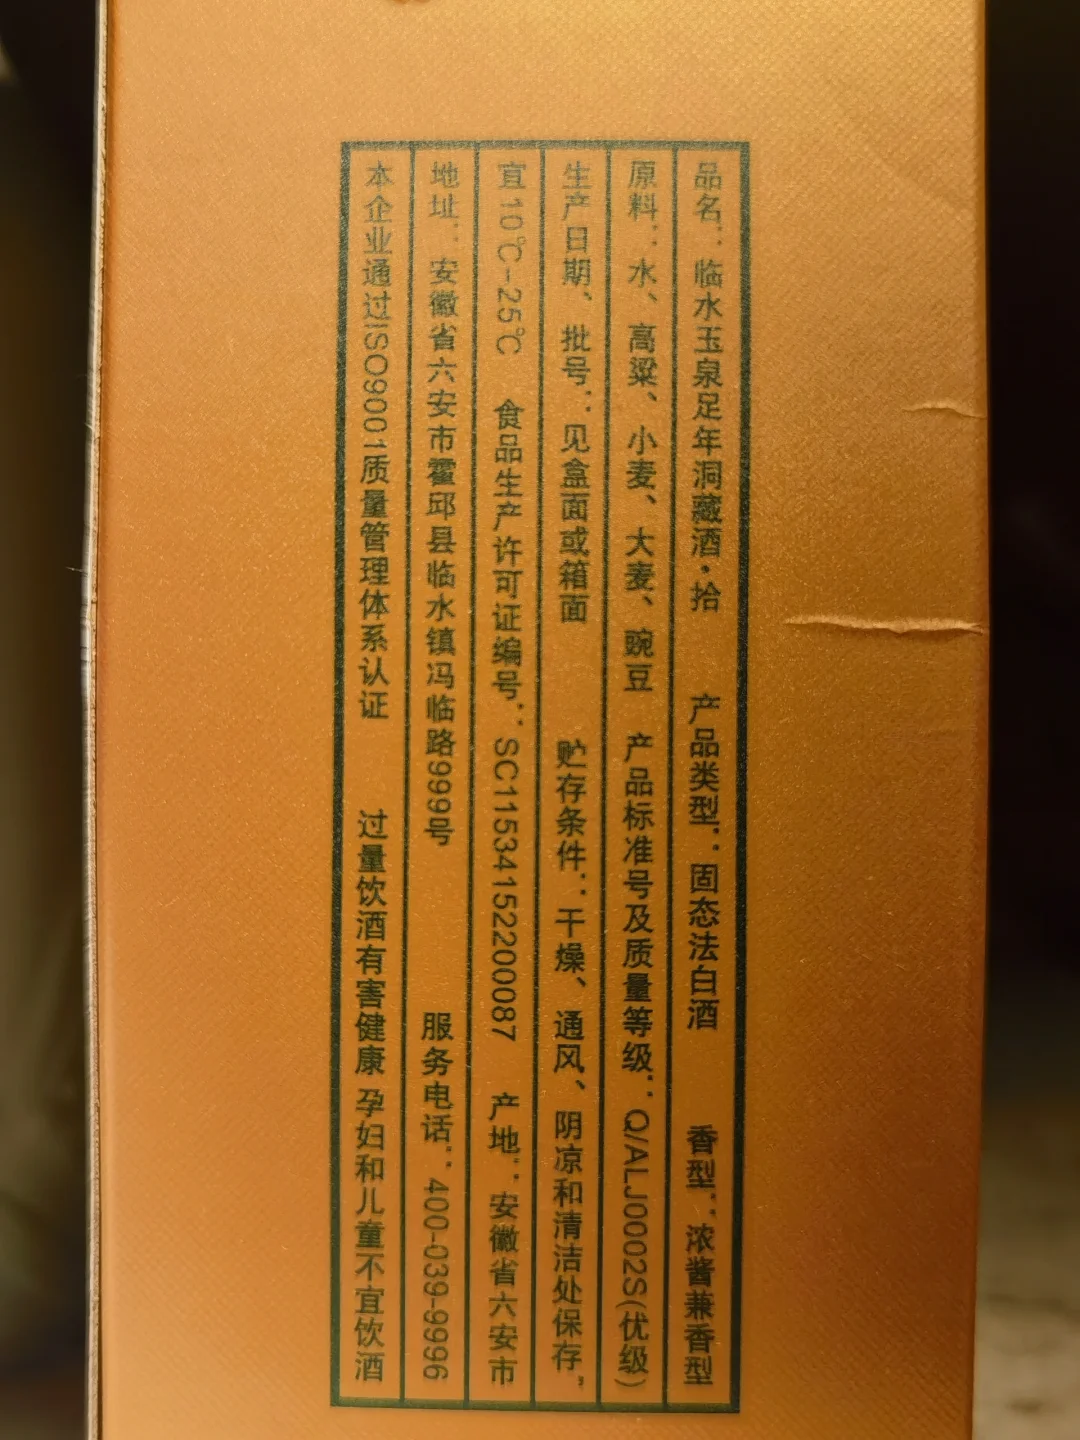 品名：临水玉泉足年洞藏酒·拾 产品类型：固态法白酒 香型：浓酱兼香型
原料：水、高粱、小麦、大麦、豌豆 产品标准号及质量等级：Q/ALJ0002S(优级)
生产日期、批号：见盒面或箱面 贮存条件：干燥、通风、阴凉和清洁处保存，
宜10℃-25℃ 食品生产许可证编号：SC11534152200087 产地：安徽省六安市
地址：安徽省六安市霍邱县临水镇冯临路999号 服务电话：400-039-9996
本企业通过ISO9001质量管理体系认证 过量饮酒有害健康 孕妇和儿童不宜饮酒